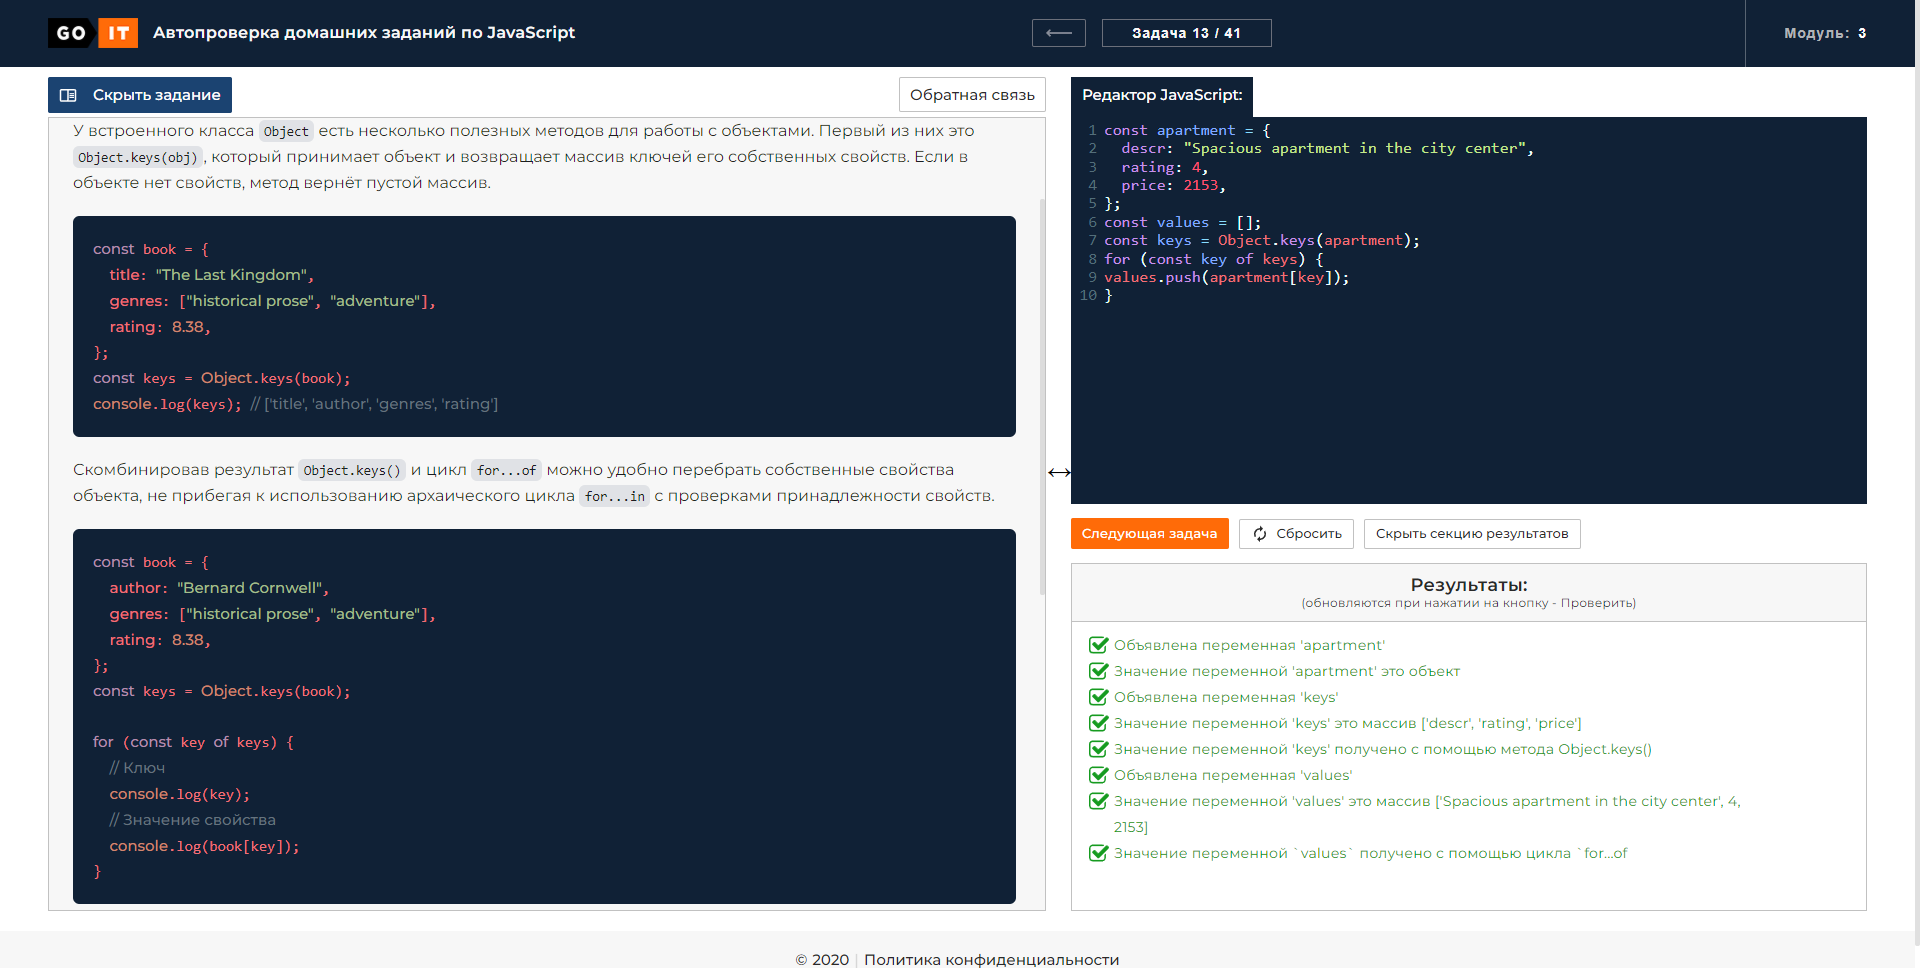 GO IT Автопроверка домашних заданий по JavaScript
Задача 13 / 41
Модуль: 3
Скрыть задание
Обратная связь
У встроенного класса Object есть несколько полезных методов для работы с объектами. Первый из них это
Object.keys(obj), который принимает объект и возвращает массив ключей его собственных свойств. Если в
объекте нет свойств, метод вернёт пустой массив.
const book = {
  title: "The Last Kingdom",
  genres: ["historical prose", "adventure"],
  rating: 8.38,
};
const keys = Object.keys(book);
console.log(keys); // ['title', 'author', 'genres', 'rating']
Скомбинировав результат Object.keys() и цикл for...of можно удобно перебрать собственные свойства
объекта, не прибегая к использованию архаического цикла for...in с проверками принадлежности свойств.
const book = {
  author: "Bernard Cornwell",
  genres: ["historical prose", "adventure"],
  rating: 8.38,
};
const keys = Object.keys(book);
for (const key of keys) {
  // Ключ
  console.log(key);
  // Значение свойства
  console.log(book[key]);
}
Редактор JavaScript:
1 const apartment = {
2   descr: "Spacious apartment in the city center",
3   rating: 4,
4   price: 2153,
5 };
6 const values = [];
7 const keys = Object.keys(apartment);
8 for (const key of keys) {
9 values.push(apartment[key]);
10 }
Следующая задача
Сбросить
Скрыть секцию результатов
Результаты:
(обновляются при нажатии на кнопку - Проверить)
Объявлена переменная 'apartment'
Значение переменной 'apartment' это объект
Объявлена переменная 'keys'
Значение переменной 'keys' это массив ['descr', 'rating', 'price']
Значение переменной 'keys' получено с помощью метода Object.keys()
Объявлена переменная 'values'
Значение переменной 'values' это массив ['Spacious apartment in the city center', 4,
2153]
Значение переменной `values` получено с помощью цикла `for...of
© 2020 | Политика конфиденциальности